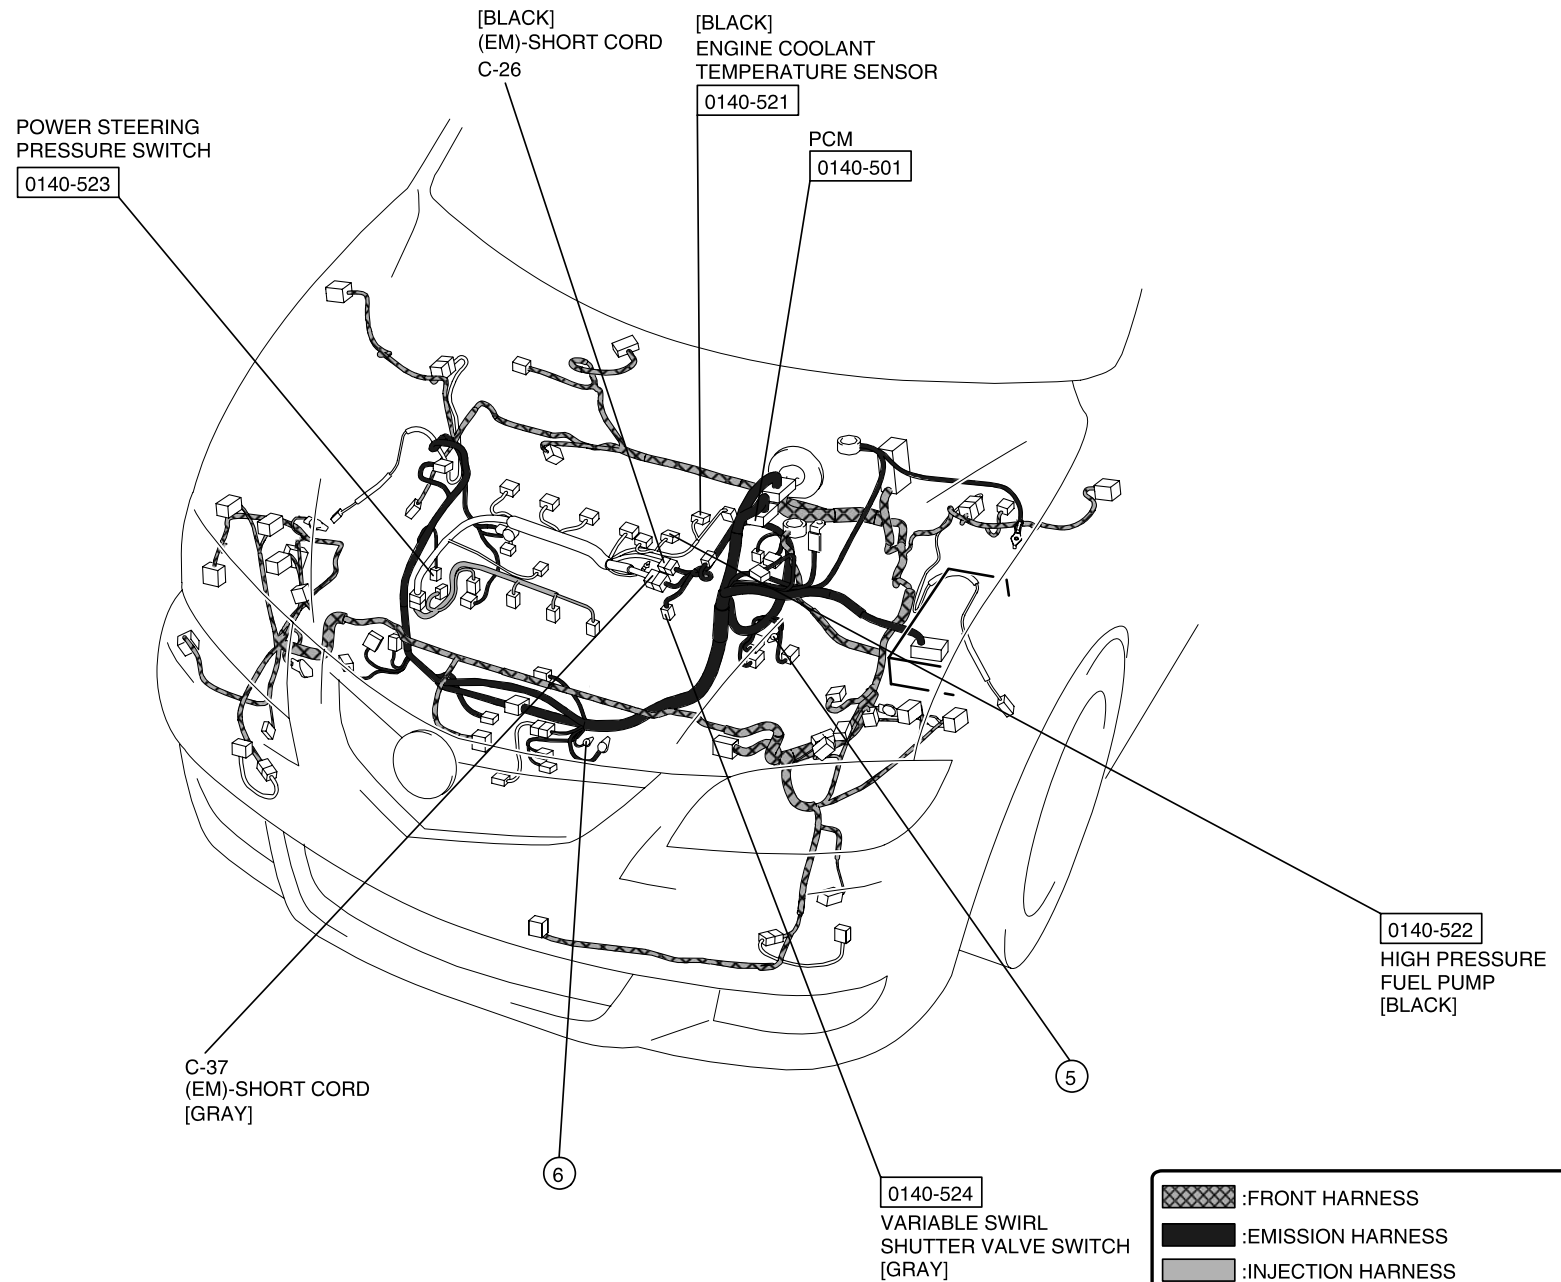 [BLACK]
(EM)-SHORT CORD
C-26
[BLACK]
ENGINE COOLANT
TEMPERATURE SENSOR
0140-521
POWER STEERING
PRESSURE SWITCH
0140-523
PCM
0140-501
0140-522
HIGH PRESSURE
FUEL PUMP
[BLACK]
C-37
(EM)-SHORT CORD
[GRAY]
5
6
0140-524
VARIABLE SWIRL
SHUTTER VALVE SWITCH
[GRAY]
:FRONT HARNESS
:EMISSION HARNESS
:INJECTION HARNESS